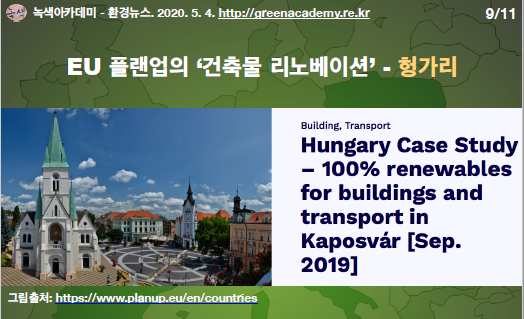 녹색
녹색아카데미 - 환경뉴스. 2020. 5. 4. http://greenacademy.re.kr
9/11
EU 플랜업의 ‘건축물 리노베이션’ - 헝가리
Building, Transport
Hungary Case Study
– 100% renewables
for buildings and
transport in
Kaposvár [Sep.
2019]
그림출처: https://www.planup.eu/en/countries